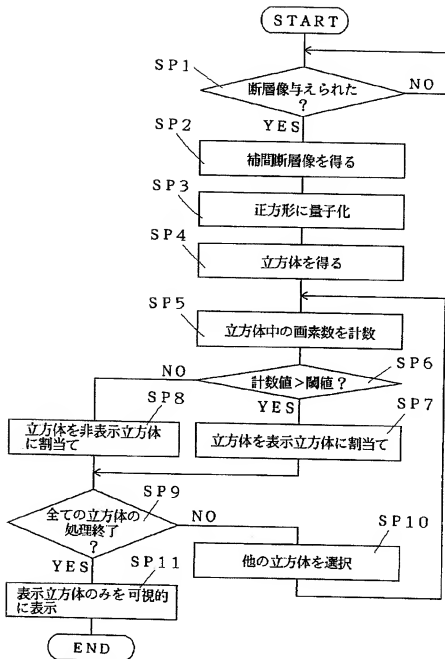 START
SP1
断層像与えられた
?
NO
YES
SP2
補間断層像を得る
SP3
正方形に量子化
SP4
立方体を得る
SP5
立方体中の画素数を計数
SP6
計数値>閾値?
NO
YES
SP8
立方体を非表示立方体
に割当て
SP7
立方体を表示立方体に割当て
SP9
全ての立方体の
処理終了
?
NO
YES
SP10
他の立方体を選択
SP11
表示立方体のみを可視的
に表示
END